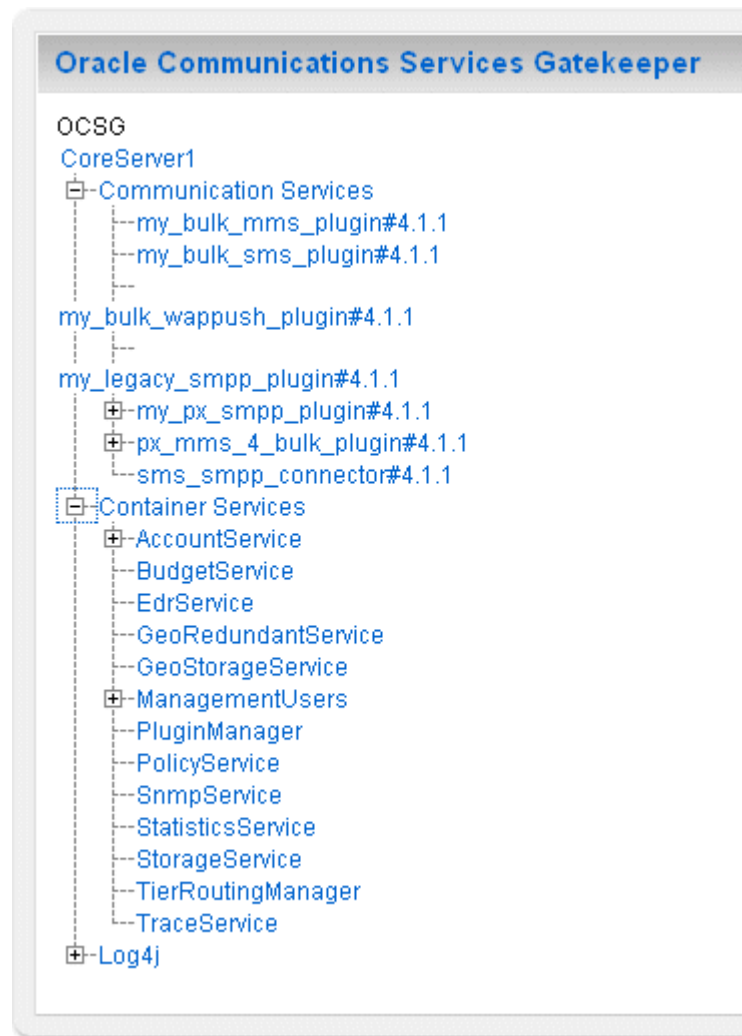 Oracle Communications Services Gatekeeper
OCSG
CoreServer1
Communication Services
my_bulk_mms_plugin#4.1.1
my_bulk_sms_plugin#4.1.1
my_bulk_wappush_plugin#4.1.1
my_legacy_smpp_plugin#4.1.1
my_px_smpp_plugin#4.1.1
px_mms_4_bulk_plugin#4.1.1
sms_smpp_connector#4.1.1
Container Services
AccountService
BudgetService
EdrService
GeoRedundantService
GeoStorageService
ManagementUsers
PluginManager
PolicyService
SnmpService
StatisticsService
StorageService
TierRoutingManager
TraceService
Log4j